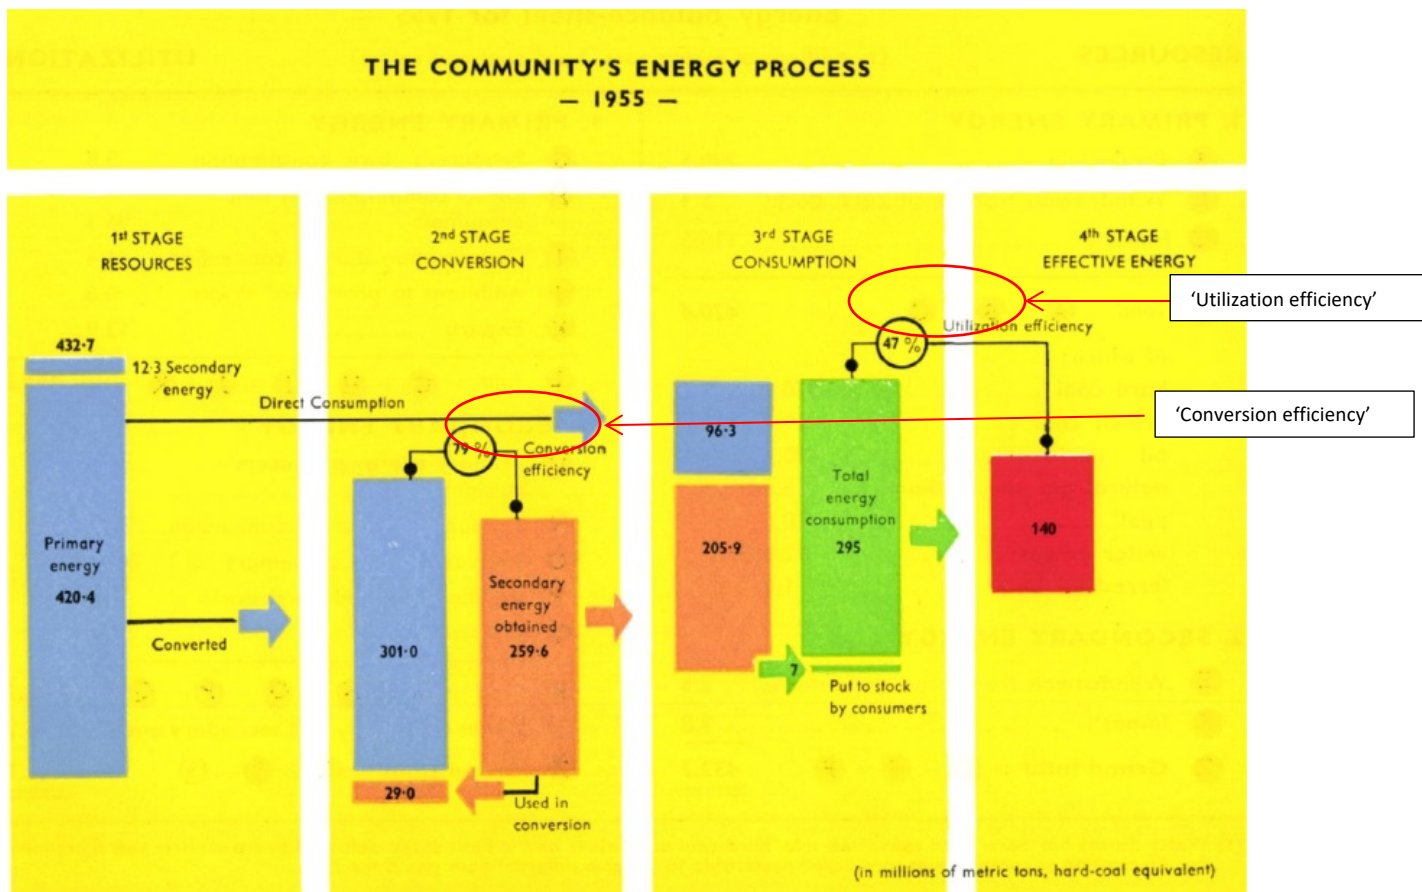 THE COMMUNITY'S ENERGY PROCESS
— 1955 —
1st STAGE
RESOURCES
2nd STAGE
CONVERSION
3rd STAGE
CONSUMPTION
4th STAGE
EFFECTIVE ENERGY
'Utilization efficiency'
Utilization efficiency
47 %
432·7
12·3 Secondary
energy
Direct Consumption
'Conversion efficiency'
79 %
Conversion
efficiency
96·3
Total
energy
consumption
295
Primary
energy
420·4
205·9
140
Secondary
energy
obtained
259·6
Converted
301·0
7
Put to stock
by consumers
29·0
Used in
conversion
(in millions of metric tons, hard-coal equivalent)